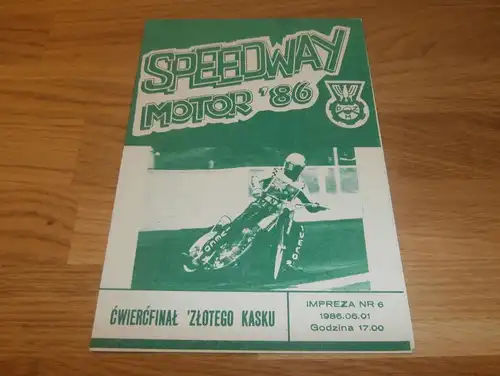 SPEEDWAY
MOTOR '86
ĆWIERĆFINAŁ 'ZŁOTEGO KASKU
IMPREZA NR 6
1986.06.01
Godzina 17.00